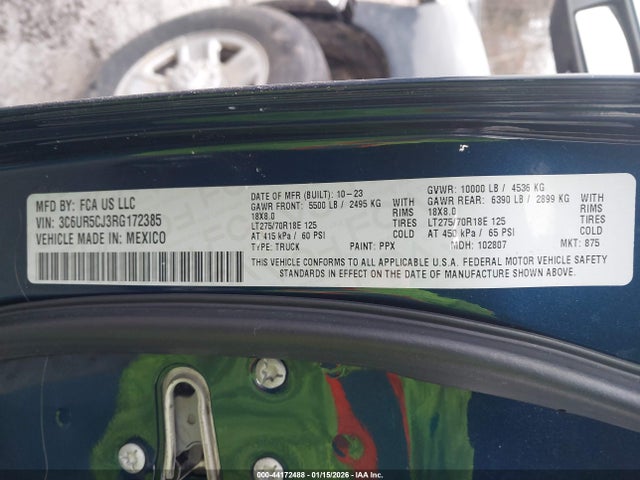 MFD BY: FCA US LLC
VIN: 3C6UR5CJ3RG172385
VEHICLE MADE IN: MEXICO
DATE OF MFR (BUILT): 10-23
GAWR FRONT: 5500 LB / 2495 KG WITH
18X8.0 RIMS
LT275/70R18E 125 TIRES
AT 415 kPa / 60 PSI COLD
TYPE: TRUCK PAINT: PPX
GVWR: 10000 LB / 4536 KG
GAWR REAR: 6390 LB / 2899 KG WITH
18X8.0 RIMS
LT275/70R18E 125 TIRES
AT 450 kPa / 65 PSI COLD
MDH: 102807 MKT: 875
THIS VEHICLE CONFORMS TO ALL APPLICABLE U.S.A. FEDERAL MOTOR VEHICLE SAFETY
STANDARDS IN EFFECT ON THE DATE OF MANUFACTURE SHOWN ABOVE.
Online ---- 44172488 ---- 01/15/2026 ---- IAA Inc.